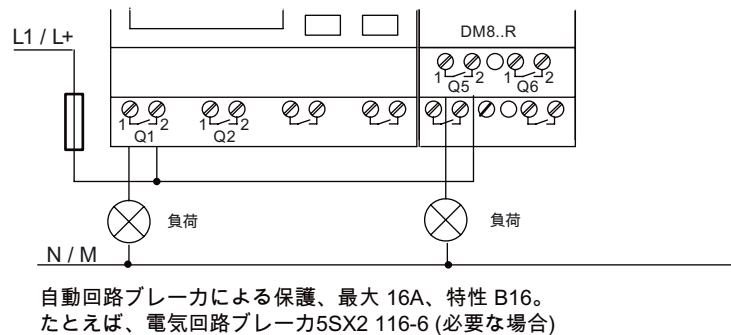 L1 / L+
DM8..R
1 2 1 2
Q5 Q6
1 2 1 2
Q1 Q2
負荷 負荷
N / M
自動回路ブレーカによる保護、最大 16A、特性 B16。
たとえば、電気回路ブレーカ5SX2 116-6 (必要な場合)